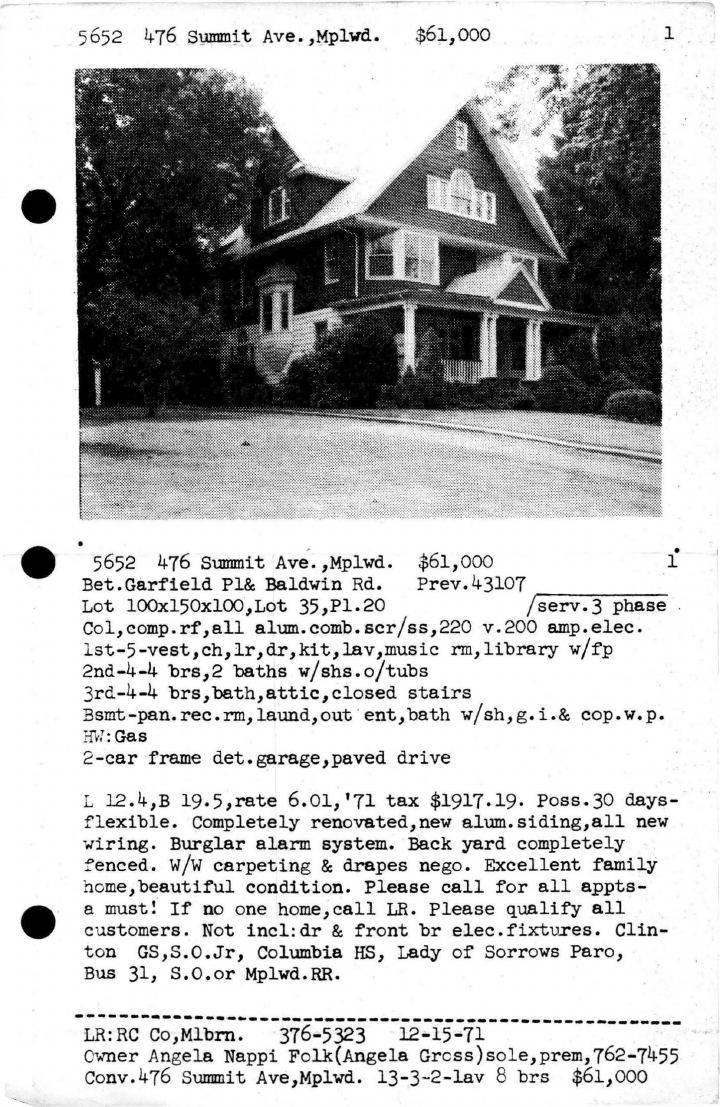 5652 476 Summit Ave.,Mplwd. $61,000 1
5652 476 Summit Ave.,Mplwd. $61,000 1
Bet.Garfield Pl& Baldwin Rd. Prev.43107
Lot 100x150x100,Lot 35,Pl.20 /serv.3 phase
Col,comp.rf,all alum.comb.scr/ss,220 v.200 amp.elec.
1st-5-vest,ch,lr,dr,kit,lav,music rm,library w/fp
2nd-4-4 brs,2 baths w/shs.o/tubs
3rd-4-4 brs,bath,attic,closed stairs
Bsmt-pan.rec.rm,laund,out ent,bath w/sh,g.i.& cop.w.p.
HW:Gas
2-car frame det.garage,paved drive
L 12.4,B 19.5,rate 6.01,'71 tax $1917.19. Poss.30 days-
flexible. Completely renovated,new alum.siding,all new
wiring. Burglar alarm system. Back yard completely
fenced. W/W carpeting & drapes nego. Excellent family
home,beautiful condition. Please call for all appts-
a must! If no one home,call LR. Please qualify all
customers. Not incl:dr & front br elec.fixtures. Clin-
ton GS,S.O.Jr, Columbia HS, Lady of Sorrows Paro,
Bus 31, S.O.or Mplwd.RR.
LR:RC Co,Mlbrn. 376-5323 12-15-71
Owner Angela Nappi Folk(Angela Gross)sole,prem,762-7455
Conv.476 Summit Ave,Mplwd. 13-3-2-lav 8 brs $61,000